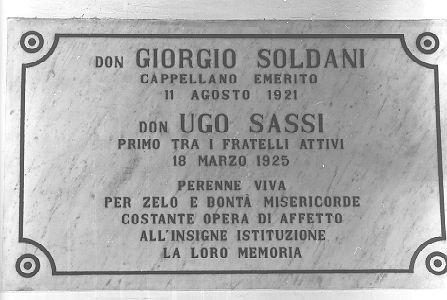 DON GIORGIO SOLDANI
CAPPELLANO EMERITO
11 AGOSTO 1921
DON UGO SASSI
PRIMO TRA I FRATELLI ATTIVI
18 MARZO 1925
PERENNE VIVA
PER ZELO E BONTÀ MISERICORDE
COSTANTE OPERA DI AFFETTO
ALL'INSIGNE ISTITUZIONE
LA LORO MEMORIA